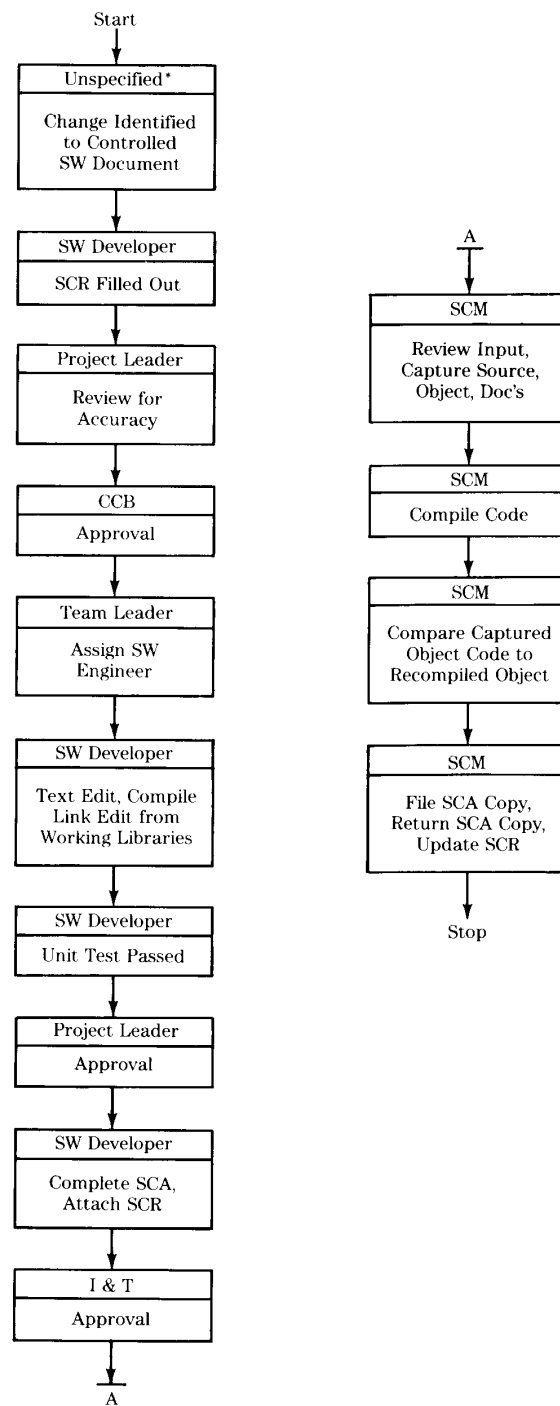 Start
Unspecified*
Change Identified
to Controlled
SW Document
SW Developer
SCR Filled Out
Project Leader
Review for
Accuracy
CCB
Approval
Team Leader
Assign SW
Engineer
SW Developer
Text Edit, Compile
Link Edit from
Working Libraries
SW Developer
Unit Test Passed
Project Leader
Approval
SW Developer
Complete SCA,
Attach SCR
I & T
Approval
A
A
SCM
Review Input,
Capture Source,
Object, Doc's
SCM
Compile Code
SCM
Compare Captured
Object Code to
Recompiled Object
SCM
File SCA Copy,
Return SCA Copy,
Update SCR
Stop